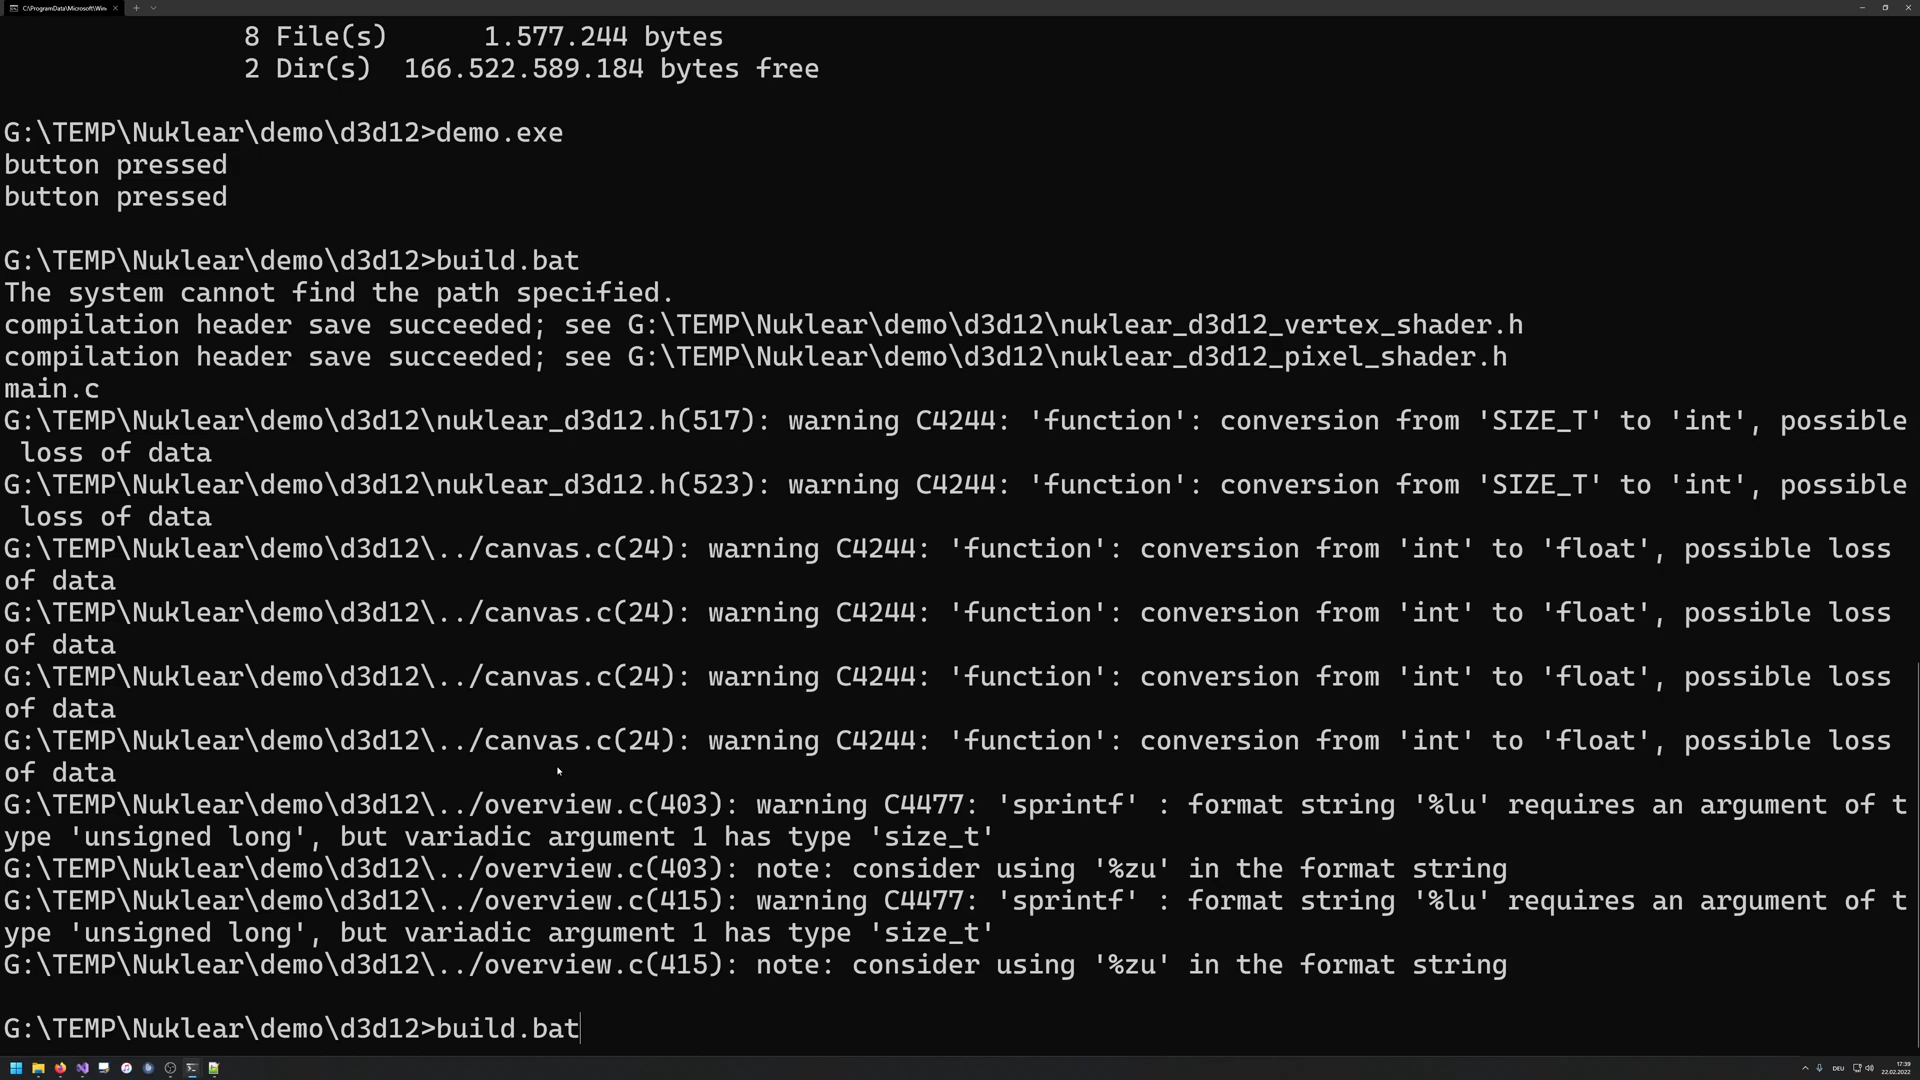 C:\ProgramData\Microsoft\Win
8 File(s)      1.577.244 bytes
2 Dir(s)  166.522.589.184 bytes free
G:\TEMP\Nuklear\demo\d3d12>demo.exe
button pressed
button pressed
G:\TEMP\Nuklear\demo\d3d12>build.bat
The system cannot find the path specified.
compilation header save succeeded; see G:\TEMP\Nuklear\demo\d3d12\nuklear_d3d12_vertex_shader.h
compilation header save succeeded; see G:\TEMP\Nuklear\demo\d3d12\nuklear_d3d12_pixel_shader.h
main.c
G:\TEMP\Nuklear\demo\d3d12\nuklear_d3d12.h(517): warning C4244: 'function': conversion from 'SIZE_T' to 'int', possible
loss of data
G:\TEMP\Nuklear\demo\d3d12\nuklear_d3d12.h(523): warning C4244: 'function': conversion from 'SIZE_T' to 'int', possible
loss of data
G:\TEMP\Nuklear\demo\d3d12\../canvas.c(24): warning C4244: 'function': conversion from 'int' to 'float', possible loss
of data
G:\TEMP\Nuklear\demo\d3d12\../canvas.c(24): warning C4244: 'function': conversion from 'int' to 'float', possible loss
of data
G:\TEMP\Nuklear\demo\d3d12\../canvas.c(24): warning C4244: 'function': conversion from 'int' to 'float', possible loss
of data
G:\TEMP\Nuklear\demo\d3d12\../canvas.c(24): warning C4244: 'function': conversion from 'int' to 'float', possible loss
of data
G:\TEMP\Nuklear\demo\d3d12\../overview.c(403): warning C4477: 'sprintf' : format string '%lu' requires an argument of t
ype 'unsigned long', but variadic argument 1 has type 'size_t'
G:\TEMP\Nuklear\demo\d3d12\../overview.c(403): note: consider using '%zu' in the format string
G:\TEMP\Nuklear\demo\d3d12\../overview.c(415): warning C4477: 'sprintf' : format string '%lu' requires an argument of t
ype 'unsigned long', but variadic argument 1 has type 'size_t'
G:\TEMP\Nuklear\demo\d3d12\../overview.c(415): note: consider using '%zu' in the format string
G:\TEMP\Nuklear\demo\d3d12>build.bat
DEU
17:39
22.02.2022